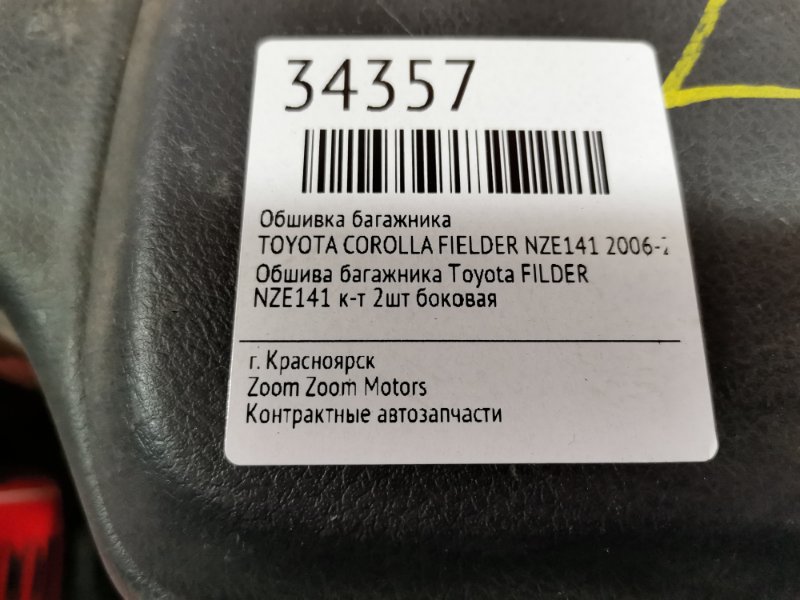 34357
Обшивка багажника
TOYOTA COROLLA FIELDER NZE141 2006-2
Обшива багажника Toyota FILDER
NZE141 к-т 2шт боковая
г. Красноярск
Zoom Zoom Motors
Контрактные автозапчасти